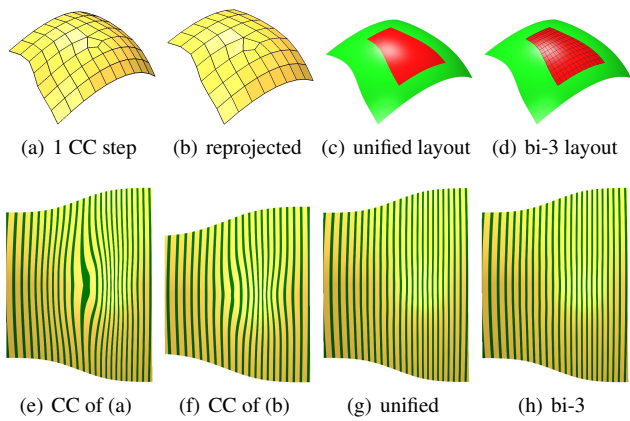 (a) 1 CC step
(b) reprojected
(c) unified layout
(d) bi-3 layout
(e) CC of (a)
(f) CC of (b)
(g) unified
(h) bi-3